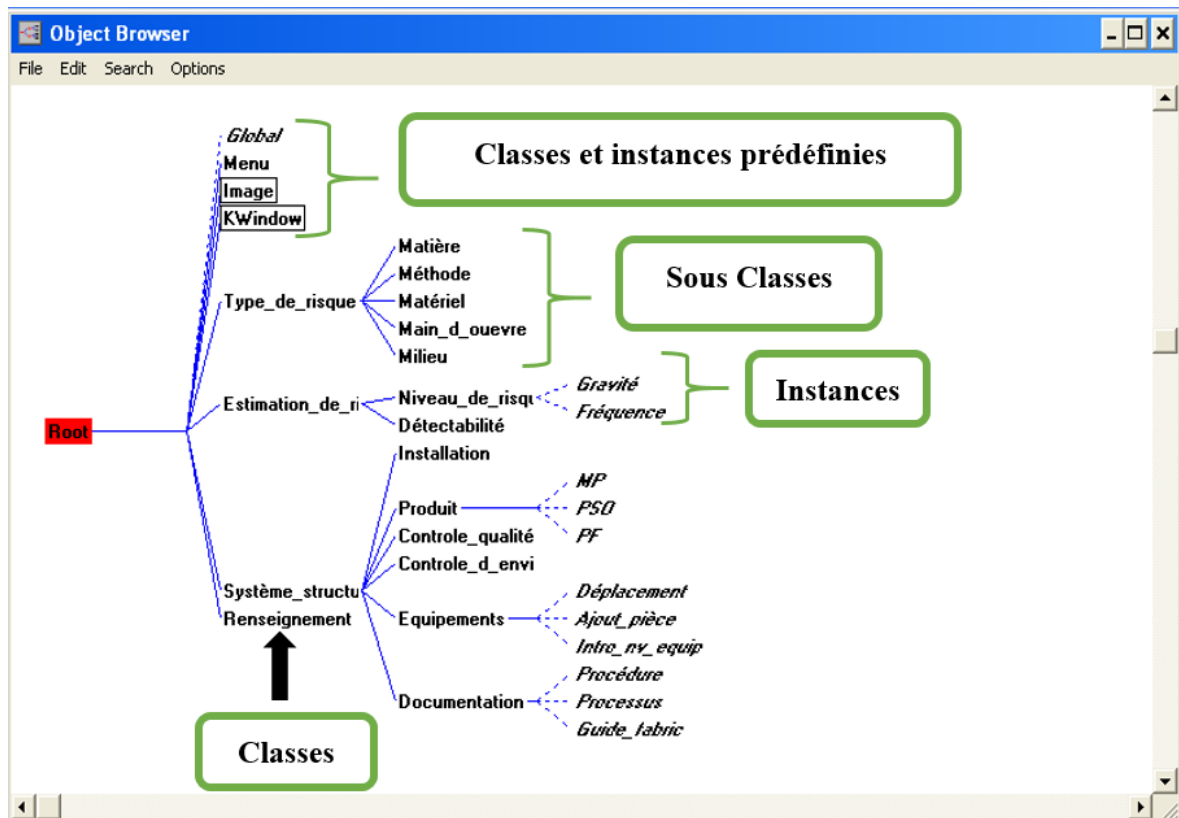 Object Browser
File Edit Search Options
Global
Menu
Image
KWindow
Classes et instances prédéfinies
Type_de_risque
Matière
Méthode
Matériel
Main_d_ouevre
Milieu
Sous Classes
Estimation_de_ri
Niveau_de_risqu
Détectabilité
Gravité
Fréquence
Instances
Root
Installation
Produit
MP
PSO
PF
Controle_qualité
Controle_d_envi
Système_structu
Renseignement
Equipements
Déplacement
Ajout_pièce
Intro_nv_equip
Documentation
Procédure
Processus
Guide_fabric
Classes